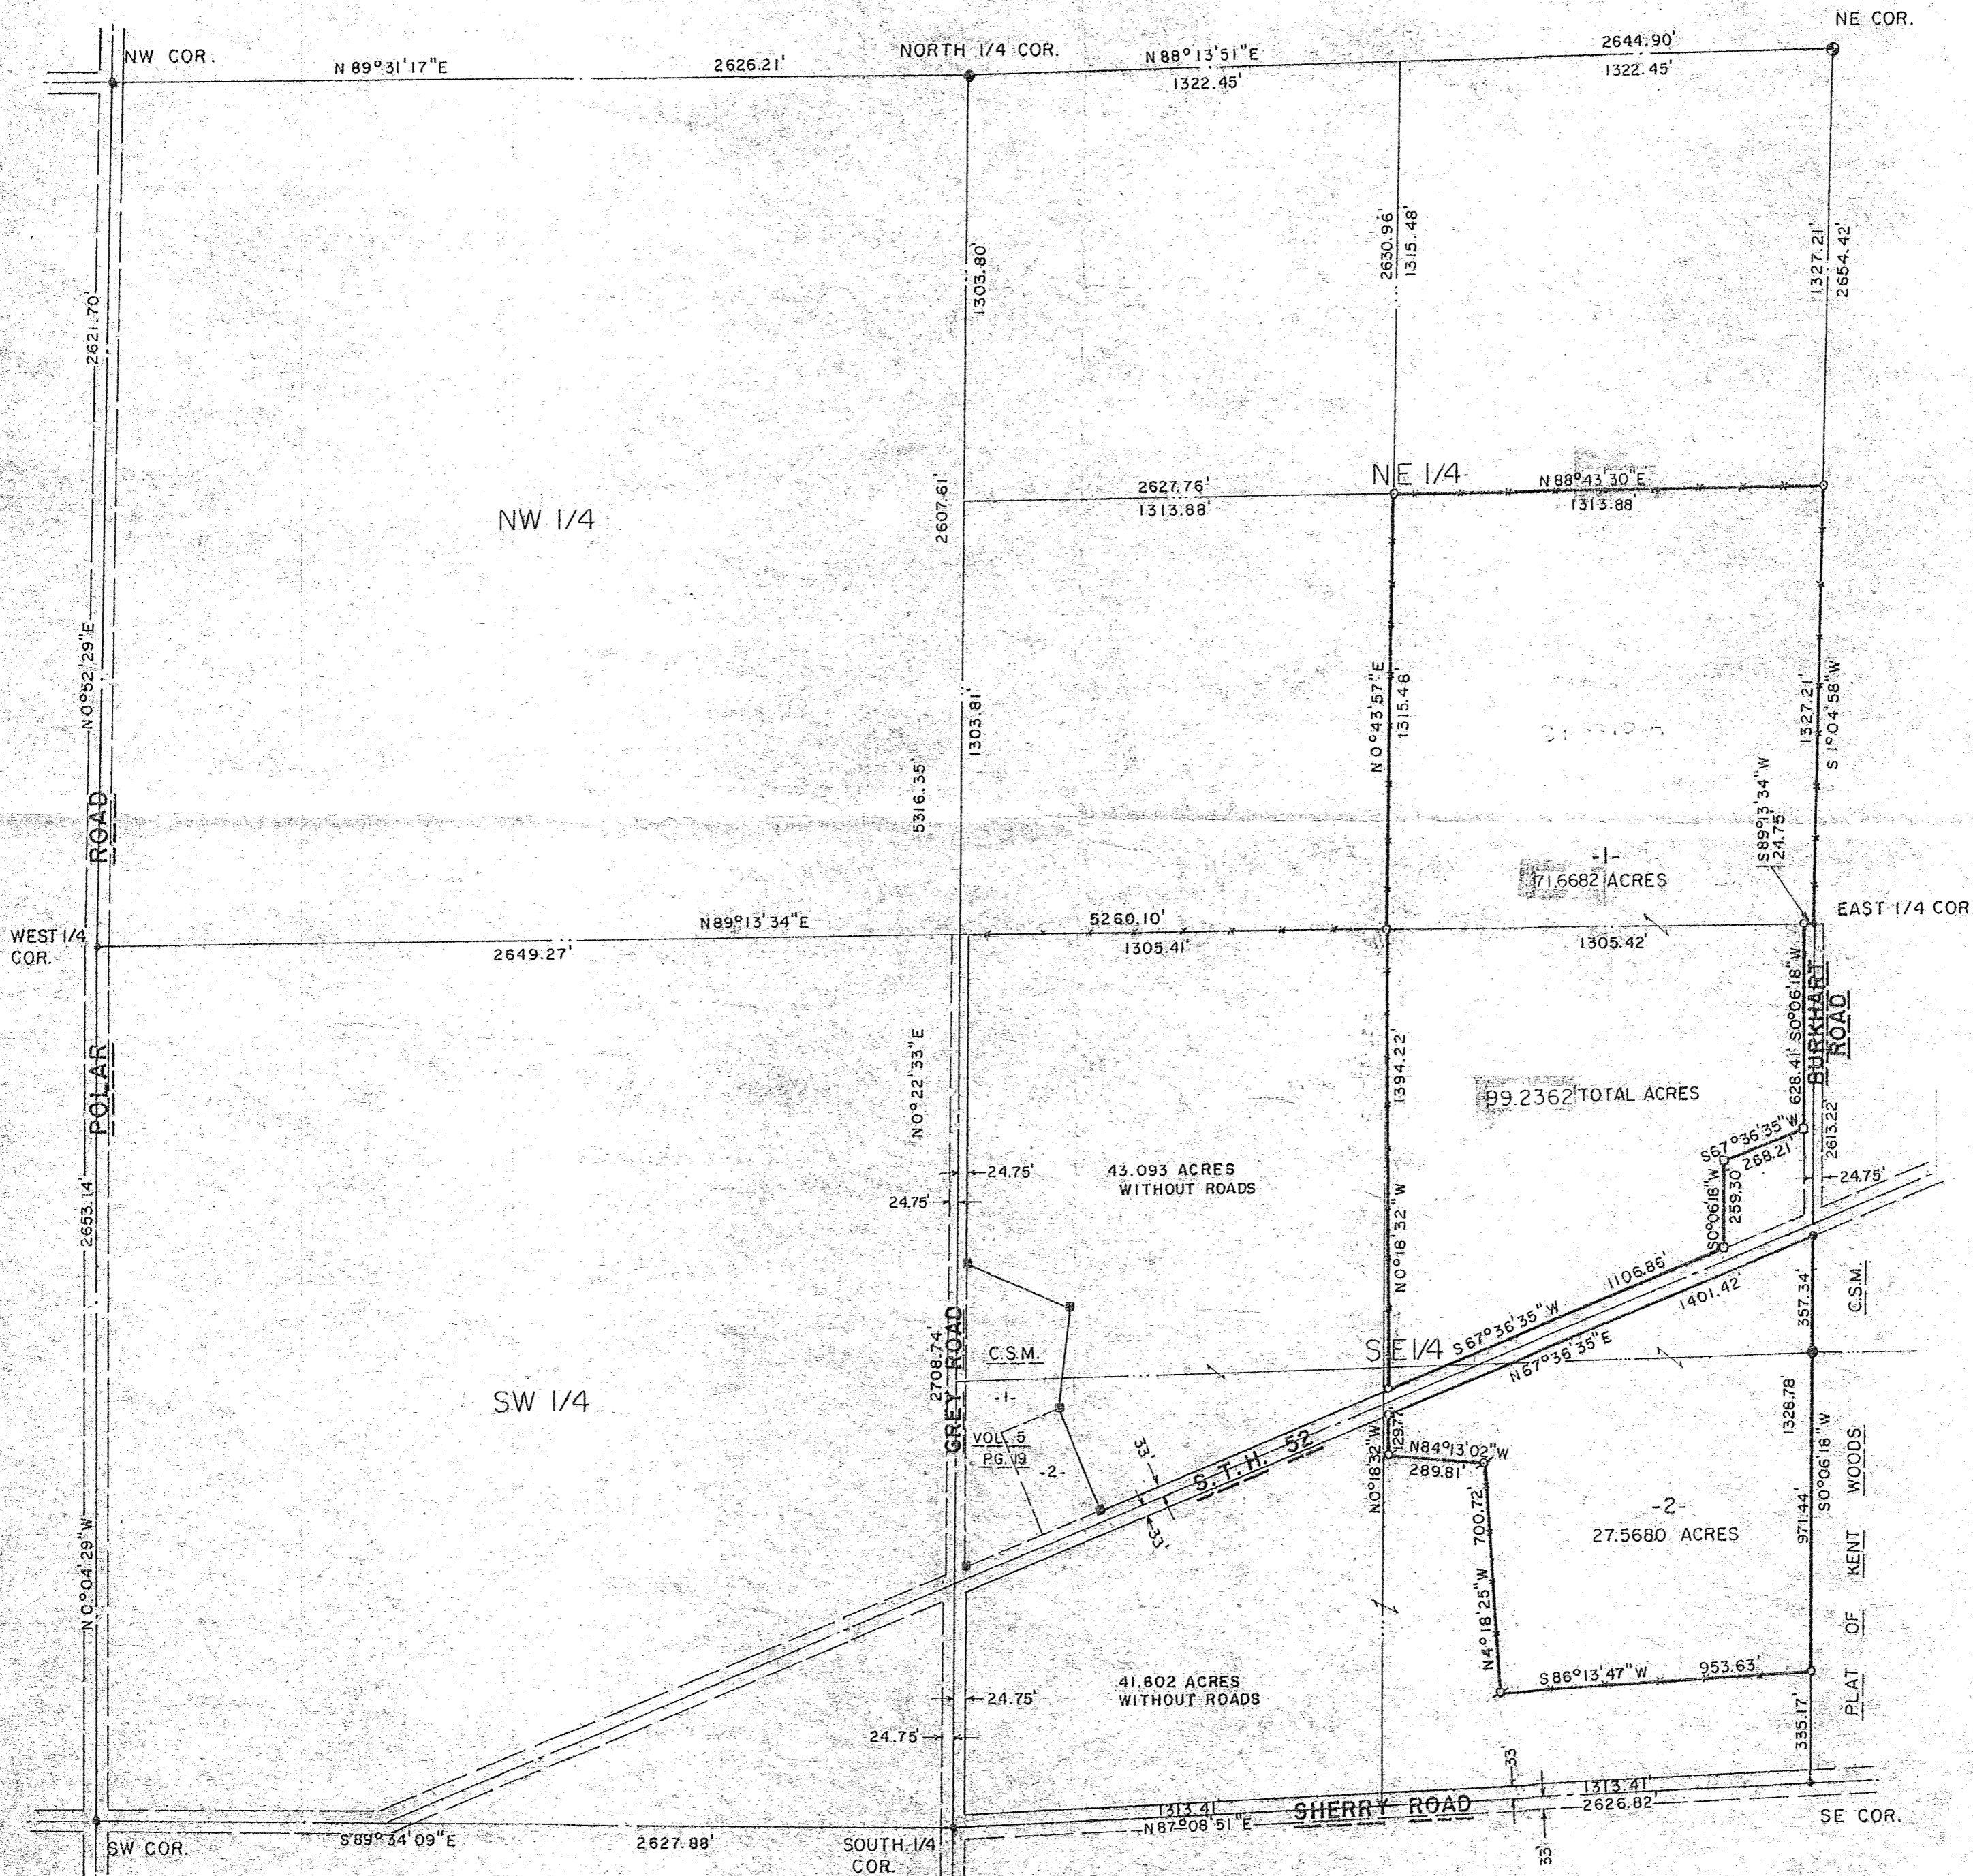 NE COR.
NW COR.
N 89°31'17"E
2626.21'
NORTH 1/4 COR.
N 88°13'51"E
1322.45'
2644.90'
1322.45'
2621.70'
1303.80'
2630.96'
1315.48'
1327.21'
2654.42'
NW 1/4
2607.61'
2627.76'
1313.88'
NE 1/4
N 88°43'30"E
1313.88'
N 0°52'29"E
1303.81'
5316.35'
N 0°43'57"E
1315.48'
1327.21'
S 1°04'58"W
S89°13'34"W
24.75'
-1-
71.6682 ACRES
POLAR ROAD
WEST 1/4
COR.
N89°13'34"E
2649.27'
5260.10'
1305.41'
1305.42'
EAST 1/4 COR
N0°22'33"E
1394.22'
628.41' S0°06'18"W
BURKHART
ROAD
99.2362 TOTAL ACRES
2613.22'
S67°36'35"W
268.21'
24.75'
24.75'
24.75'
43.093 ACRES
WITHOUT ROADS
2653.14'
N0°18'32"W
S0°06'18"W
259.30
1106.86'
S67°36'35"W
1401.42'
N67°36'35"E
357.34'
C.S.M.
SE 1/4
2708.74'
GREY ROAD
C.S.M.
-1-
VOL. 5
PG. 19
-2-
SW 1/4
33'
33'
S.T.H. 52
N0°18'32"W
129.77'
N84°13'02"W
289.81'
1328.78'
S0°06'18"W
971.44'
700.72'
N4°18'25"W
-2-
27.5680 ACRES
PLAT OF KENT WOODS
N0°04'29"W
S86°13'47"W
953.63'
41.602 ACRES
WITHOUT ROADS
24.75'
24.75'
335.17'
33'
1313.41'
2626.82'
1313.41'
SHERRY ROAD
N87°08'51"E
33'
SE COR.
SW COR.
S89°34'09"E
2627.88'
SOUTH 1/4
COR.